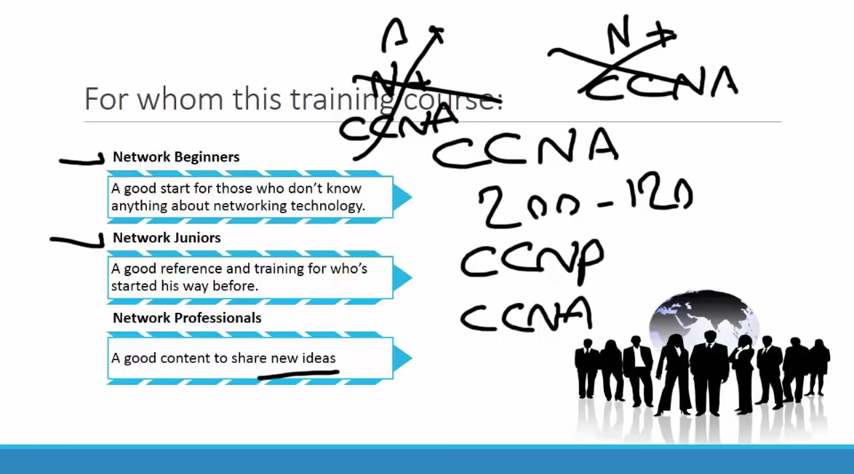 A
N+
N+
CCNA
For whom this training course:
CCNA
CCNA
Network Beginners
A good start for those who don't know
anything about networking technology.
200-120
Network Juniors
CCNP
A good reference and training for who's
started his way before.
Network Professionals
CCNA
A good content to share new ideas